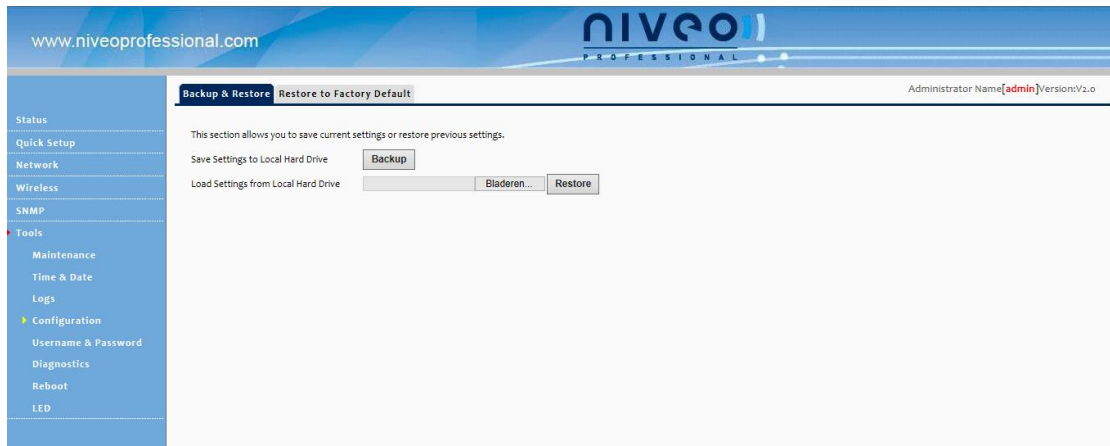 www.niveoprofessional.com
niveo
PROFESSIONAL
Backup & Restore Restore to Factory Default
Administrator Name[admin]Version:V2.0
Status
Quick Setup
Network
Wireless
SNMP
Tools
Maintenance
Time & Date
Logs
Configuration
Username & Password
Diagnostics
Reboot
LED
This section allows you to save current settings or restore previous settings.
Save Settings to Local Hard Drive Backup
Load Settings from Local Hard Drive Bladeren... Restore